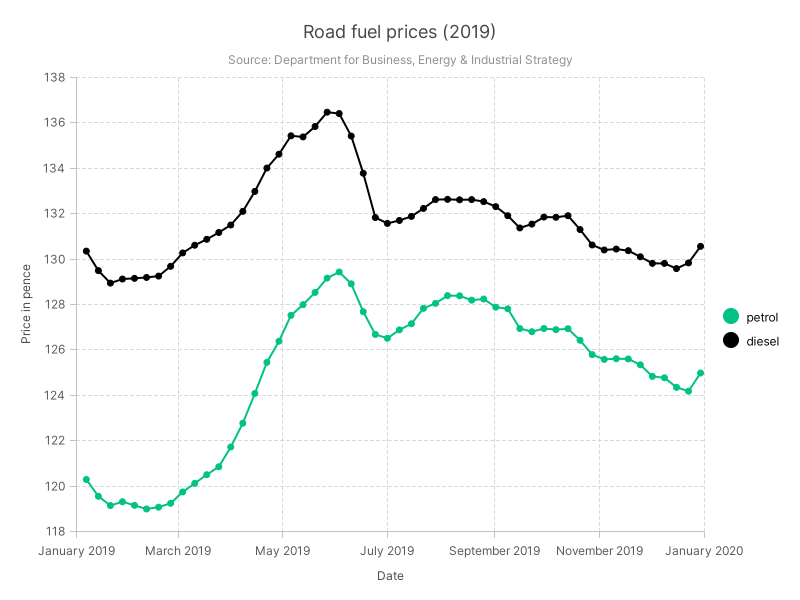 Road fuel prices (2019)
Source: Department for Business, Energy & Industrial Strategy
138
136
134
132
130
128
126
124
122
120
118
Price in pence
January 2019
March 2019
May 2019
July 2019
September 2019
November 2019
January 2020
Date
petrol
diesel